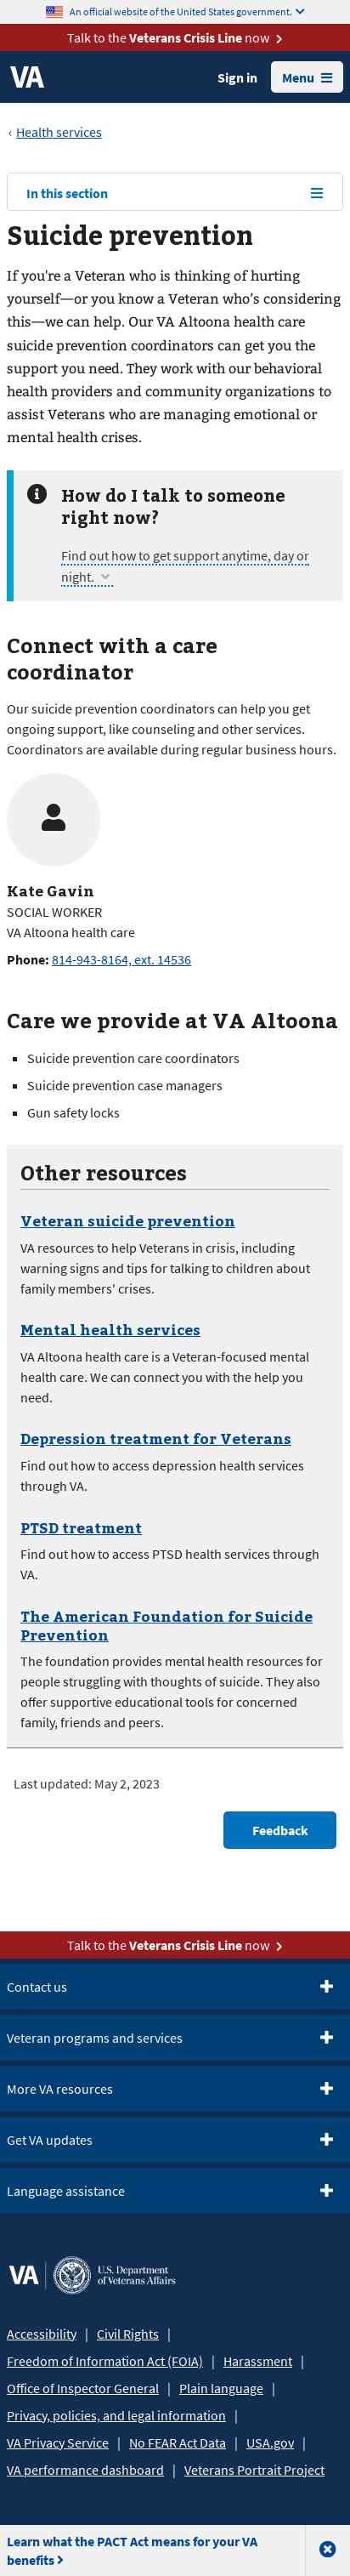 An official website of the United States government.
Talk to the Veterans Crisis Line now
VA
Sign in
Menu
‹ Health services
In this section
Suicide prevention
If you're a Veteran who is thinking of hurting
yourself—or you know a Veteran who’s considering
this—we can help. Our VA Altoona health care
suicide prevention coordinators can get you the
support you need. They work with our behavioral
health providers and community organizations to
assist Veterans who are managing emotional or
mental health crises.
How do I talk to someone
right now?
Find out how to get support anytime, day or
night.
Connect with a care
coordinator
Our suicide prevention coordinators can help you get
ongoing support, like counseling and other services.
Coordinators are available during regular business hours.
Kate Gavin
SOCIAL WORKER
VA Altoona health care
Phone: 814-943-8164, ext. 14536
Care we provide at VA Altoona
Suicide prevention care coordinators
Suicide prevention case managers
Gun safety locks
Other resources
Veteran suicide prevention
VA resources to help Veterans in crisis, including
warning signs and tips for talking to children about
family members' crises.
Mental health services
VA Altoona health care is a Veteran-focused mental
health care. We can connect you with the help you
need.
Depression treatment for Veterans
Find out how to access depression health services
through VA.
PTSD treatment
Find out how to access PTSD health services through
VA.
The American Foundation for Suicide
Prevention
The foundation provides mental health resources for
people struggling with thoughts of suicide. They also
offer supportive educational tools for concerned
family, friends and peers.
Last updated: May 2, 2023
Feedback
Talk to the Veterans Crisis Line now
Contact us
Veteran programs and services
More VA resources
Get VA updates
Language assistance
VA
U.S. Department
of Veterans Affairs
Accessibility | Civil Rights |
Freedom of Information Act (FOIA) | Harassment |
Office of Inspector General | Plain language |
Privacy, policies, and legal information |
VA Privacy Service | No FEAR Act Data | USA.gov |
VA performance dashboard | Veterans Portrait Project
Learn what the PACT Act means for your VA
benefits